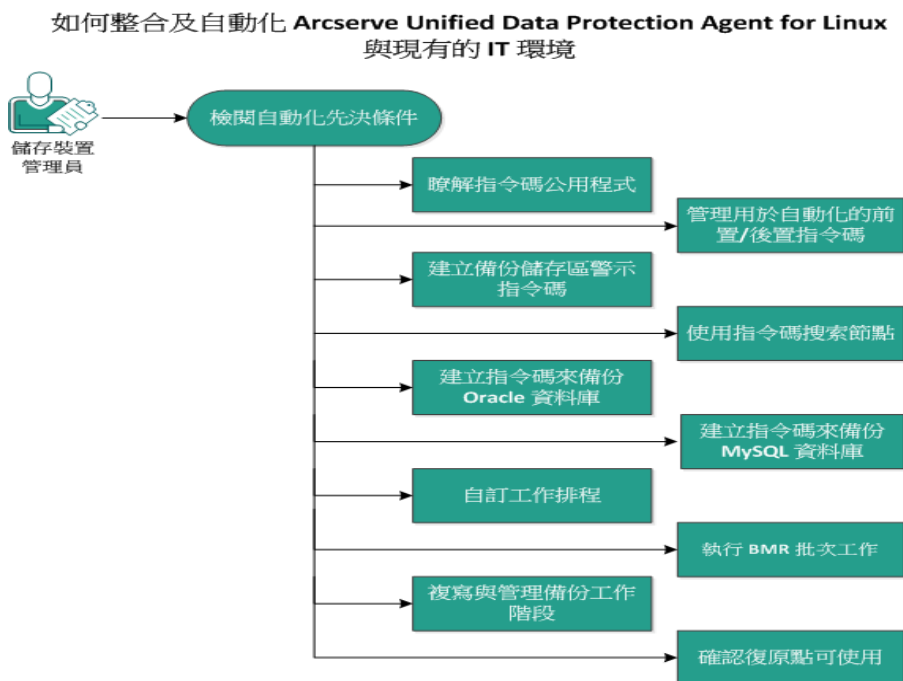 如何整合及自動化 Arcserve Unified Data Protection Agent for Linux
與現有的 IT 環境
儲存裝置
管理員
檢閱自動化先決條件
瞭解指令碼公用程式
管理用於自動化的前
置/後置指令碼
建立備份儲存區警示
指令碼
使用指令碼搜索節點
建立指令碼來備份
Oracle 資料庫
建立指令碼來備份
MySQL 資料庫
自訂工作排程
執行 BMR 批次工作
複寫與管理備份工作
階段
確認復原點可使用